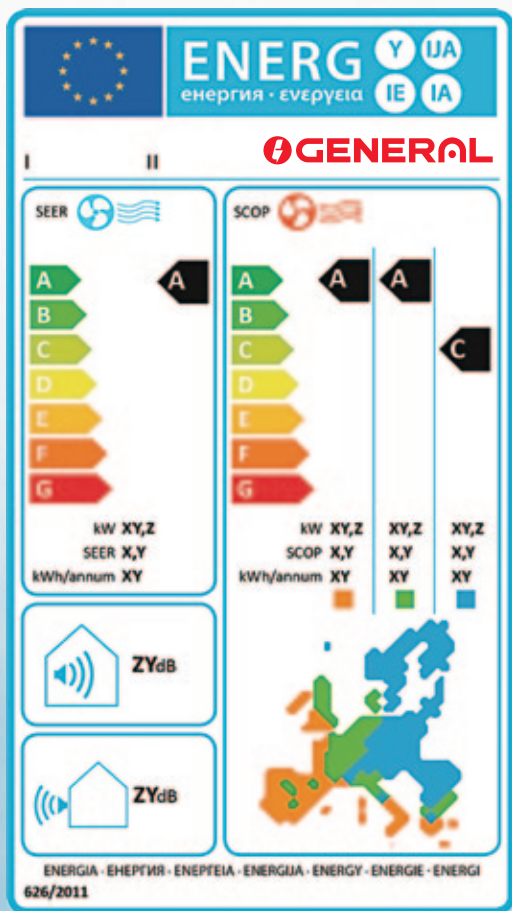 ENERG Y IJA
енергия · ενεργεια IE IA
GENERAL
I II
SEER
A A
B
C
D
E
F
G
kW XY,Z
SEER X,Y
kWh/annum XY
SCOP
A A A
B
C C
D
E
F
G
kW XY,Z XY,Z XY,Z
SCOP X,Y X,Y X,Y
kWh/annum XY XY XY
ZYdB
ZYdB
ENERGIA · ЕНЕРГИЯ · ΕΝΕΡΓΕΙΑ · ENERGIJA · ENERGY · ENERGIE · ENERGI
626/2011